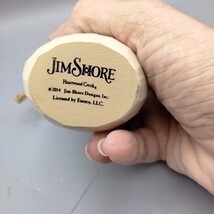 JIM SHORE
Heartwood Creek®
©2014 Jim Shore Designs, Inc.
Licensed by Enesco, LLC.